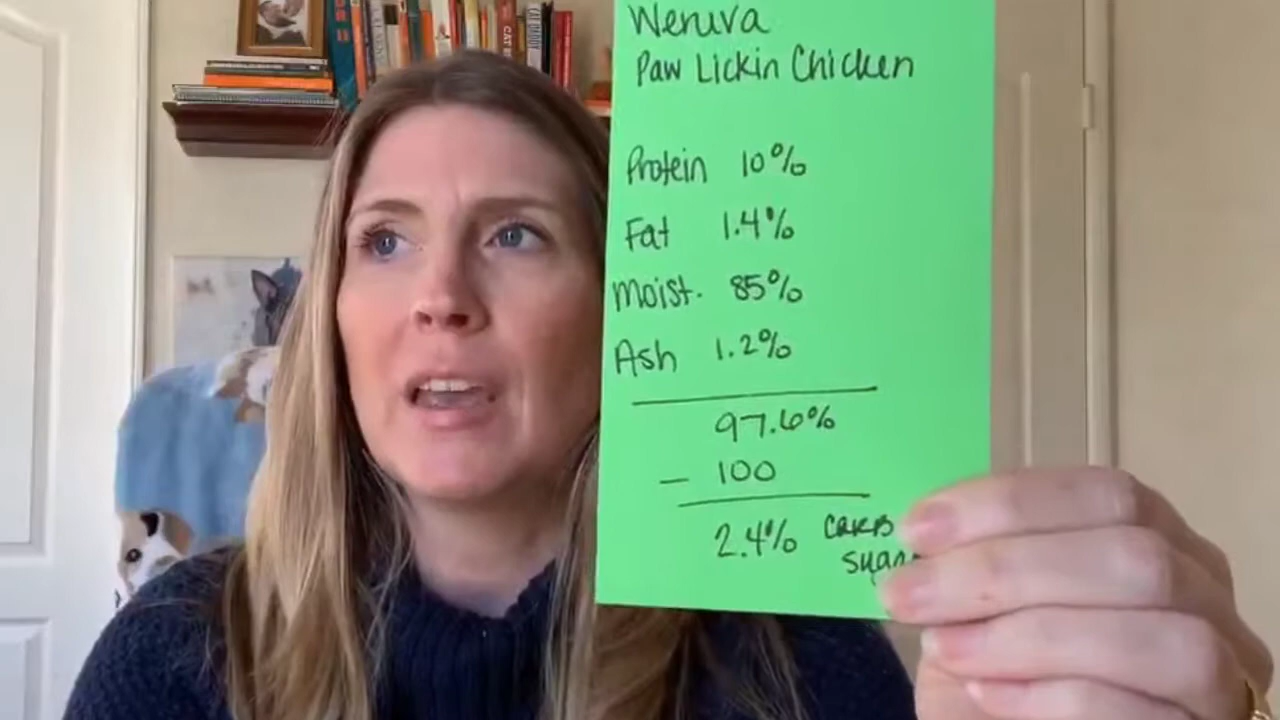 Weruva
Paw Lickin Chicken
Protein 10%
Fat 1.4%
Moist. 85%
Ash 1.2%
97.6%
- 100
2.4% CARB